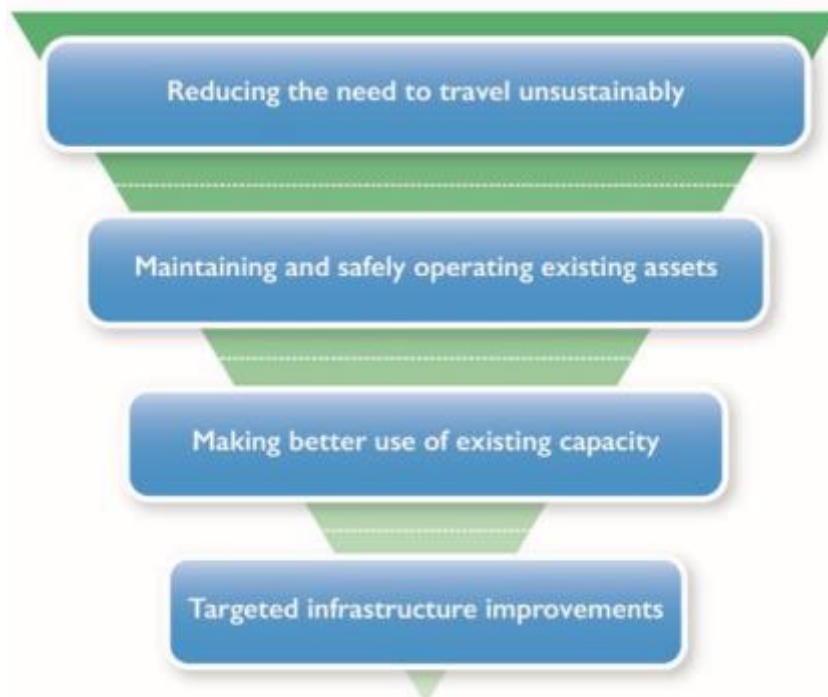 Reducing the need to travel unsustainably
Maintaining and safely operating existing assets
Making better use of existing capacity
Targeted infrastructure improvements